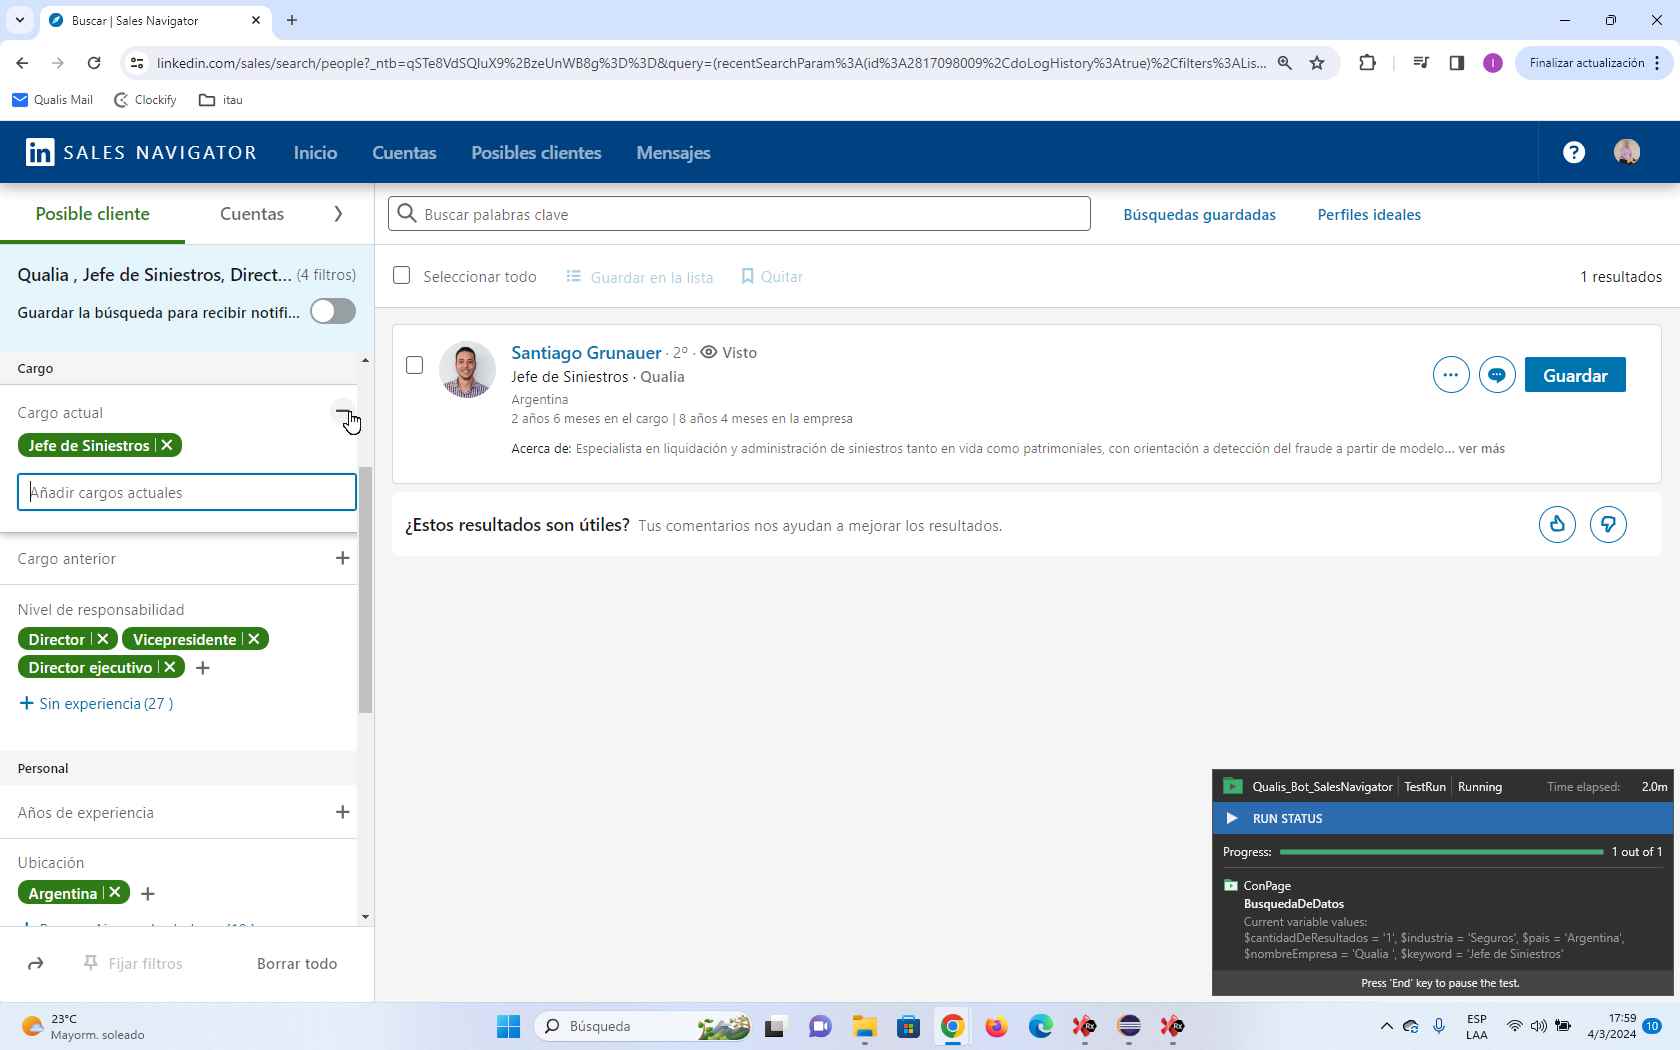 Buscar | Sales Navigator
linkedin.com/sales/search/people?_ntb=qSTe8VdSQIuX9%2BzeUnWB8g%3D%3D&query=(recentSearchParam%3A(id%3A2817098009%2CdoLogHistory%3Atrue)%2Cfilters%3ALis...
Finalizar actualización
Qualis Mail
Clockify
itau
in SALES NAVIGATOR
Inicio
Cuentas
Posibles clientes
Mensajes
Posible cliente
Cuentas
Buscar palabras clave
Búsquedas guardadas
Perfiles ideales
Qualia , Jefe de Siniestros, Direct... (4 filtros)
Guardar la búsqueda para recibir notifi...
Seleccionar todo
Guardar en la lista
Quitar
1 resultados
Cargo
Cargo actual
Jefe de Siniestros
Añadir cargos actuales
Cargo anterior
Nivel de responsabilidad
Director
Vicepresidente
Director ejecutivo
Sin experiencia (27 )
Personal
Años de experiencia
Ubicación
Argentina
Fijar filtros
Borrar todo
Santiago Grunauer · 2º · Visto
Jefe de Siniestros · Qualia
Argentina
2 años 6 meses en el cargo | 8 años 4 meses en la empresa
Acerca de: Especialista en liquidación y administración de siniestros tanto en vida como patrimoniales, con orientación a detección del fraude a partir de modelo... ver más
Guardar
¿Estos resultados son útiles? Tus comentarios nos ayudan a mejorar los resultados.
Qualis_Bot_SalesNavigator
TestRun
Running
Time elapsed: 2.0m
RUN STATUS
Progress:
1 out of 1
ConPage
BusquedaDeDatos
Current variable values:
$cantidadDeResultados = '1', $industria = 'Seguros', $pais = 'Argentina',
$nombreEmpresa = 'Qualia ', $keyword = 'Jefe de Siniestros'
Press 'End' key to pause the test.
23°C
Mayorm. soleado
Búsqueda
ESP
LAA
17:59
4/3/2024
10